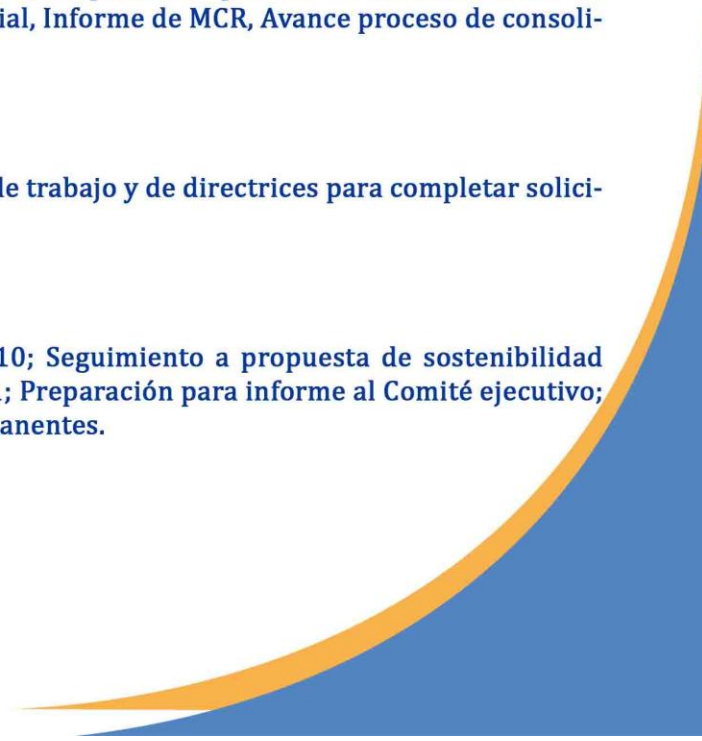 ial, Informe de MCR, Avance proceso de consoli-
le trabajo y de directrices para completar solici-
10; Seguimiento a propuesta de sostenibilidad
; Preparación para informe al Comité ejecutivo;
anentes.